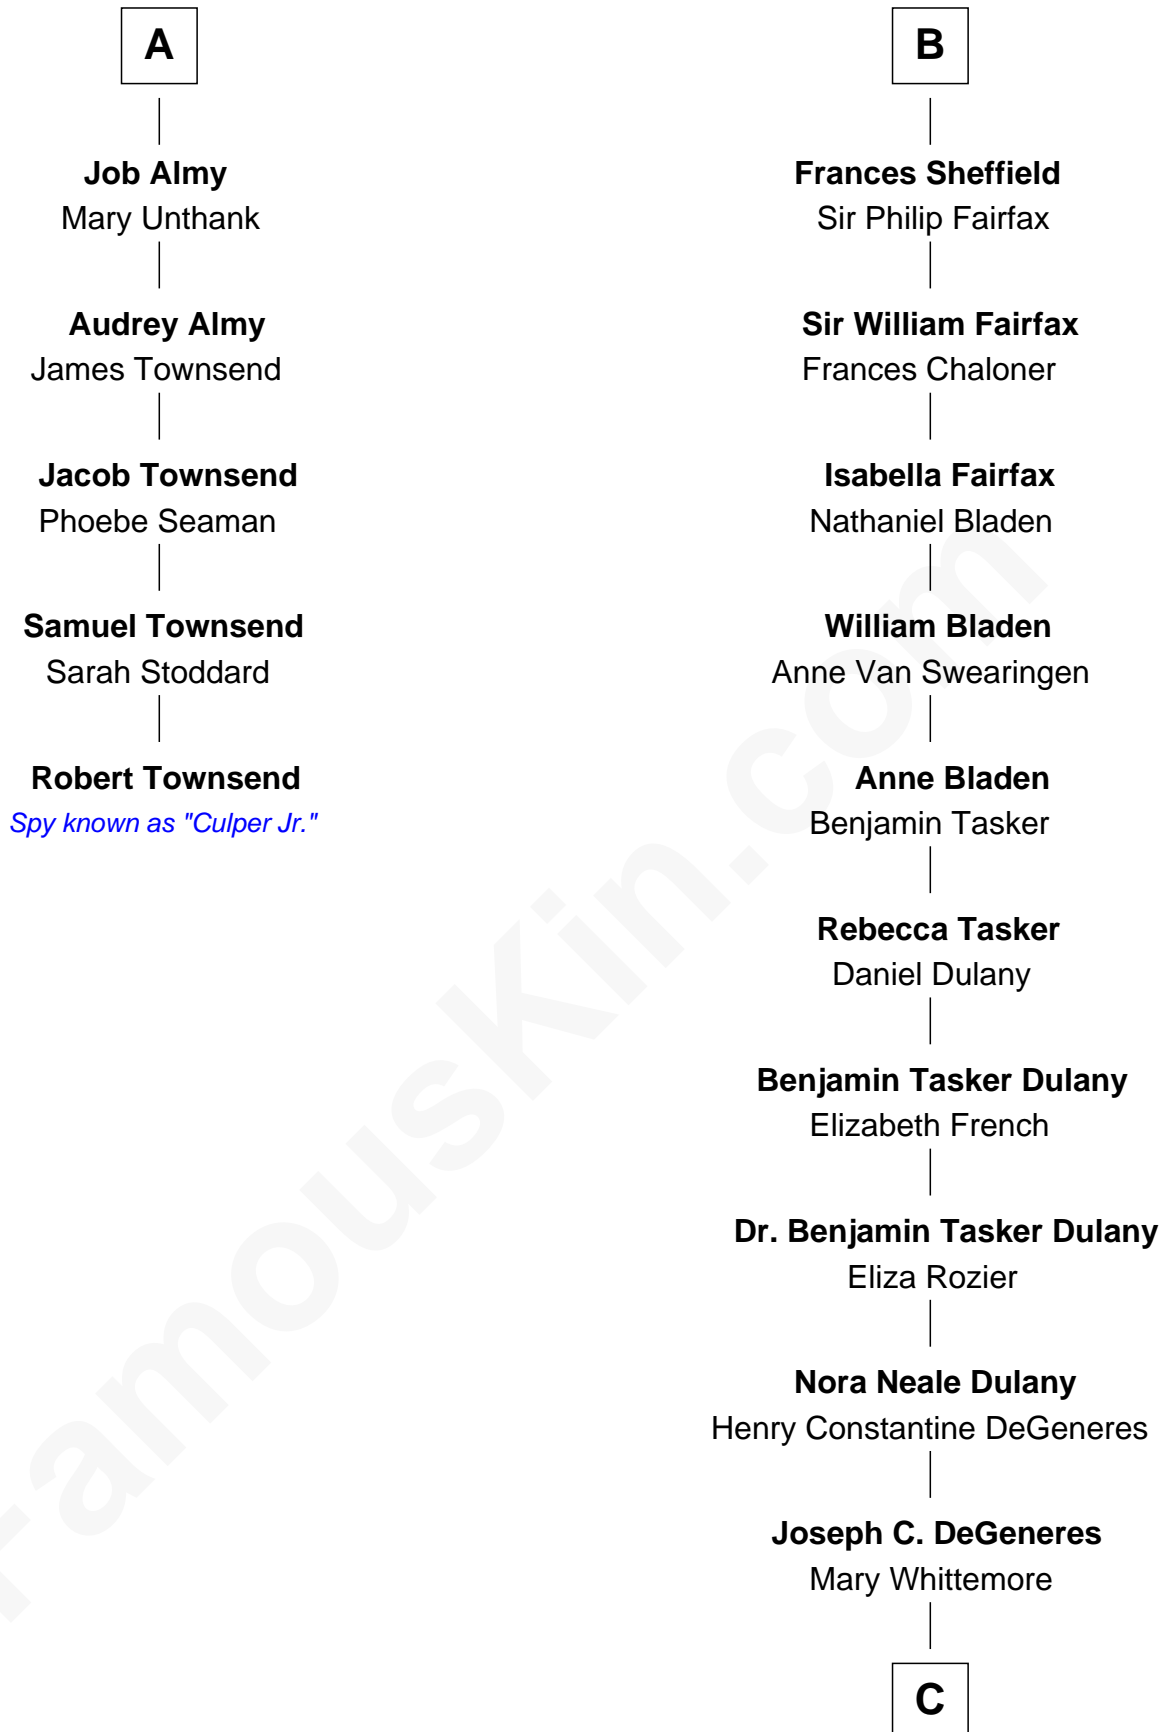 A
Job Almy
Mary Unthank
Audrey Almy
James Townsend
Jacob Townsend
Phoebe Seaman
Samuel Townsend
Sarah Stoddard
Robert Townsend
Spy known as "Culper Jr."
B
Frances Sheffield
Sir Philip Fairfax
Sir William Fairfax
Frances Chaloner
Isabella Fairfax
Nathaniel Bladen
William Bladen
Anne Van Swearingen
Anne Bladen
Benjamin Tasker
Rebecca Tasker
Daniel Dulany
Benjamin Tasker Dulany
Elizabeth French
Dr. Benjamin Tasker Dulany
Eliza Rozier
Nora Neale Dulany
Henry Constantine DeGeneres
Joseph C. DeGeneres
Mary Whittemore
C
FamousKin.com